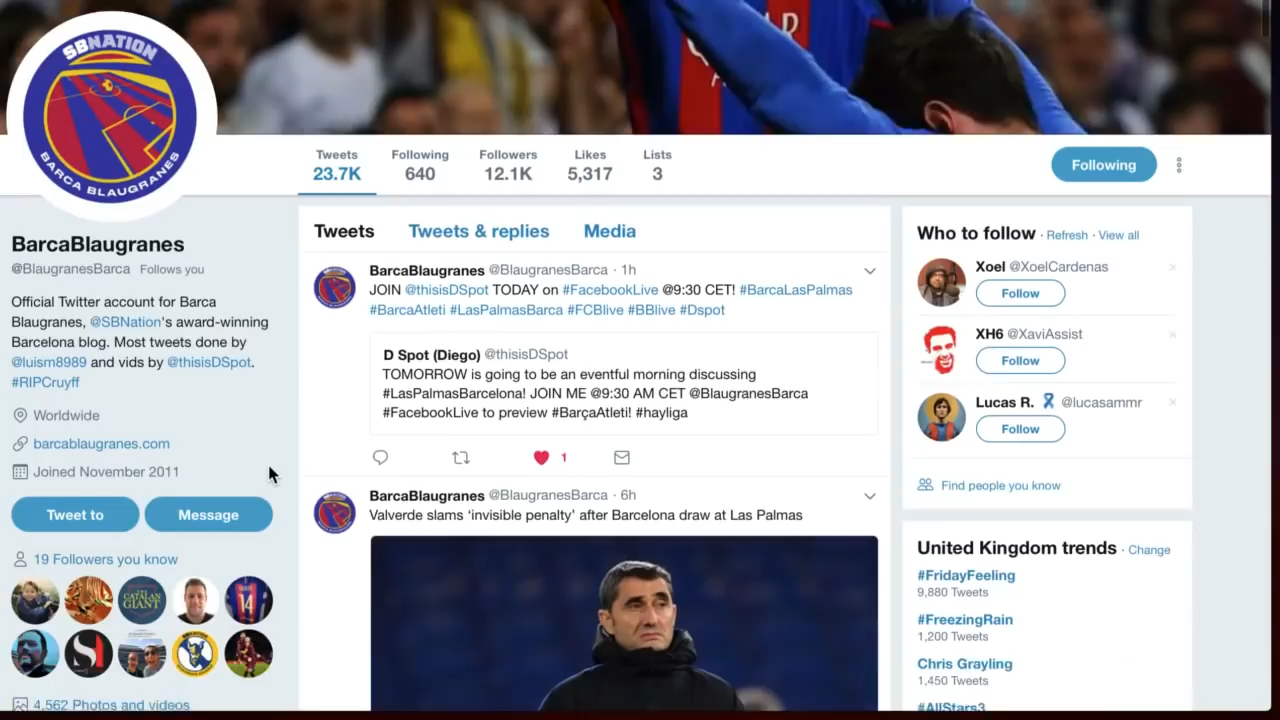 SBNATION
BARCA BLAUGRANES
Tweets
23.7K
Following
640
Followers
12.1K
Likes
5,317
Lists
3
Following
BarcaBlaugranes
@BlaugranesBarca Follows you
Official Twitter account for Barca
Blaugranes, @SBNation's award-winning
Barcelona blog. Most tweets done by
@luism8989 and vids by @thisisDSpot.
#RIPCruyff
Worldwide
barcablaugranes.com
Joined November 2011
Tweet to
Message
19 Followers you know
CATALAN
GIANT
14
4,562 Photos and videos
Tweets
Tweets & replies
Media
BarcaBlaugranes @BlaugranesBarca · 1h
JOIN @thisisDSpot TODAY on #FacebookLive @9:30 CET! #BarcaLasPalmas
#BarcaAtleti #LasPalmasBarca #FCBlive #BBlive #Dspot
D Spot (Diego) @thisisDSpot
TOMORROW is going to be an eventful morning discussing
#LasPalmasBarcelona! JOIN ME @9:30 AM CET @BlaugranesBarca
#FacebookLive to preview #BarçaAtleti! #hayliga
1
BarcaBlaugranes @BlaugranesBarca · 6h
Valverde slams ‘invisible penalty’ after Barcelona draw at Las Palmas
Who to follow · Refresh · View all
Xoel @XoelCardenas
Follow
XH6 @XaviAssist
Follow
Lucas R. @lucasammr
Follow
Find people you know
United Kingdom trends · Change
#FridayFeeling
9,880 Tweets
#FreezingRain
1,200 Tweets
Chris Grayling
1,450 Tweets
#AllStars3